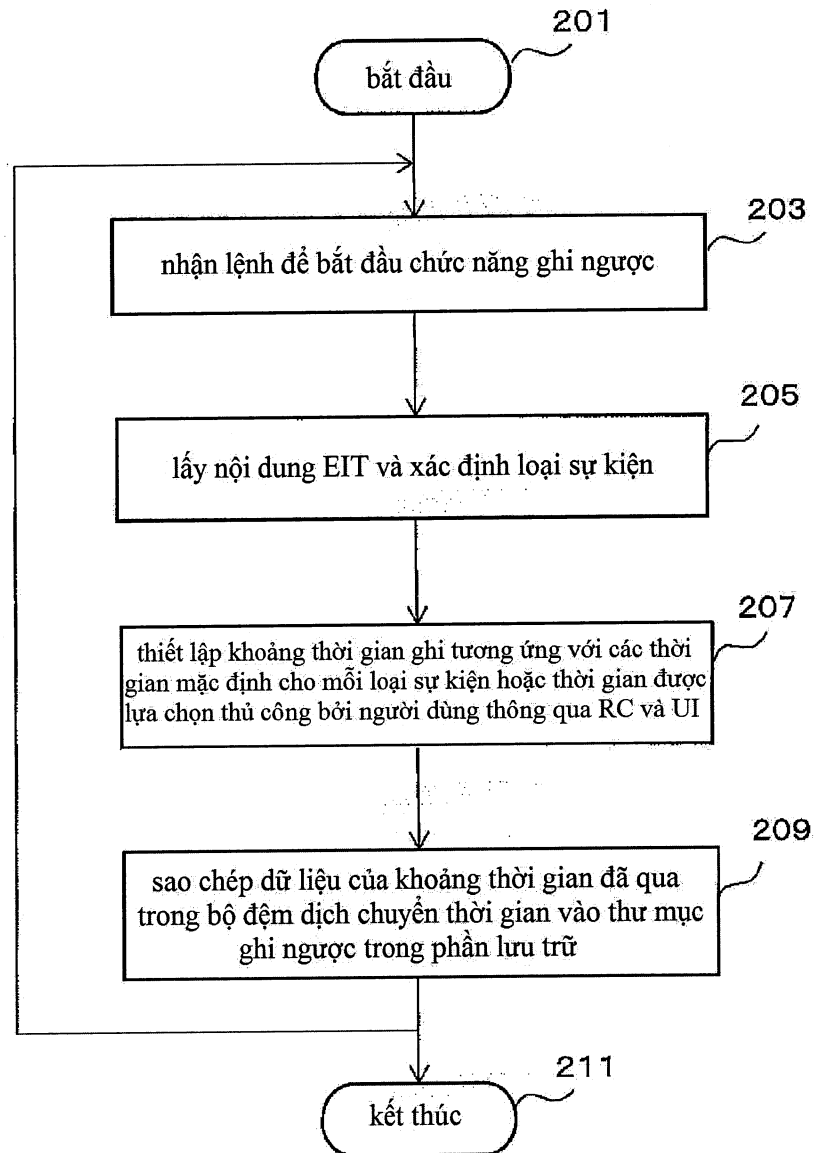 201
bắt đầu
203
nhận lệnh để bắt đầu chức năng ghi ngược
205
lấy nội dung EIT và xác định loại sự kiện
207
thiết lập khoảng thời gian ghi tương ứng với các thời
gian mặc định cho mỗi loại sự kiện hoặc thời gian được
lựa chọn thủ công bởi người dùng thông qua RC và UI
209
sao chép dữ liệu của khoảng thời gian đã qua
trong bộ đệm dịch chuyển thời gian vào thư mục
ghi ngược trong phần lưu trữ
211
kết thúc